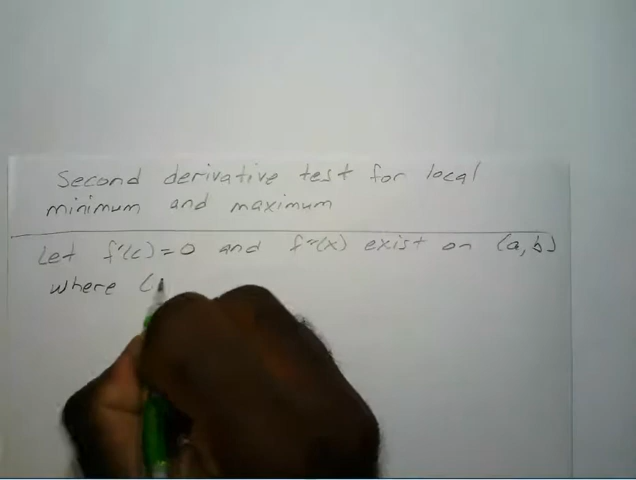 Second derivative test for local
minimum and maximum
Let f'(c)=0 and f"(x) exist on (a,b)
where (